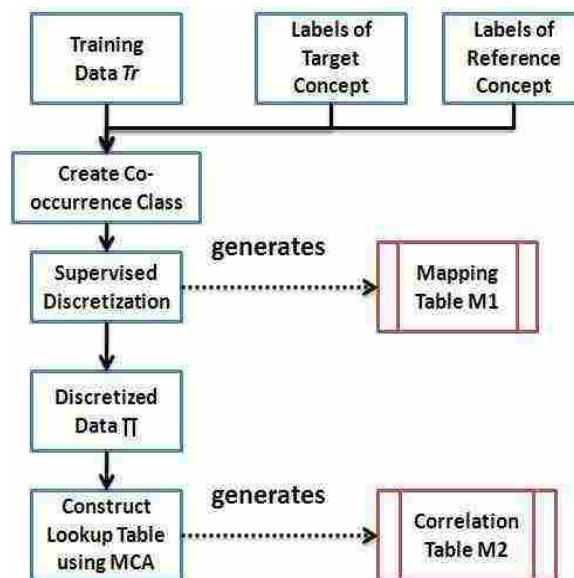 Training
Data Tr
Labels of
Target
Concept
Labels of
Reference
Concept
Create Co-
occurrence Class
generates
Supervised
Discretization
Mapping
Table M1
Discretized
Data ∏
generates
Construct
Lookup Table
using MCA
Correlation
Table M2